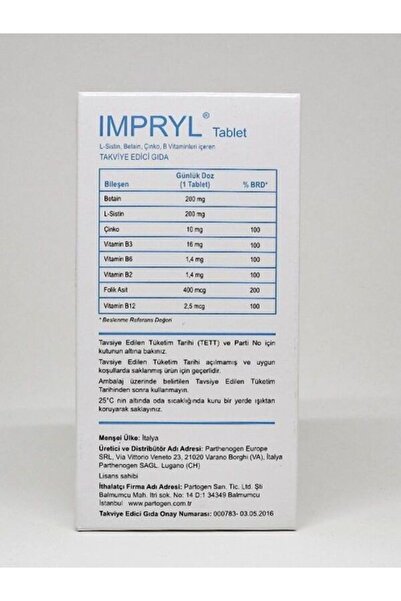 IMPRYL® Tablet
L-Sistin, Betain, Çinko, B Vitaminleri içeren
TAKVİYE EDİCİ GIDA
Bileşen Günlük Doz (1 Tablet) % BRD*
Betain 200 mg
L-Sistin 200 mg
Çinko 10 mg 100
Vitamin B3 16 mg 100
Vitamin B6 1,4 mg 100
Vitamin B2 1,4 mg 100
Folik Asit 400 mcg 200
Vitamin B12 2,5 mcg 100
* Beslenme Referans Değeri
Tavsiye Edilen Tüketim Tarihi (TETT) ve Parti No için
kutunun altına bakınız.
Tavsiye Edilen Tüketim Tarihi açılmamış ve uygun
koşullarda saklanmış ürün için geçerlidir.
Ambalaj üzerinde belirtilen Tavsiye Edilen Tüketim
Tarihinden sonra kullanmayın.
25°C nin altında oda sıcaklığında kuru bir yerde ışıktan
koruyarak saklayınız.
Menşei Ülke: İtalya
Üretici ve Distribütör Adı Adresi: Parthenogen Europe
SRL, Via Vittorio Veneto 23, 21020 Varano Borghi (VA), İtalya
Parthenogen SAGL. Lugano (CH)
Lisans sahibi
İthalatçı Firma Adı Adresi: Partogen San. Tic. Ltd. Şti
Balmumcu Mah. Itri sok. No: 14 D:1 34349 Balmumcu
İstanbul www.partogen.com.tr
Takviye Edici Gıda Onay Numarası: 000783- 03.05.2016